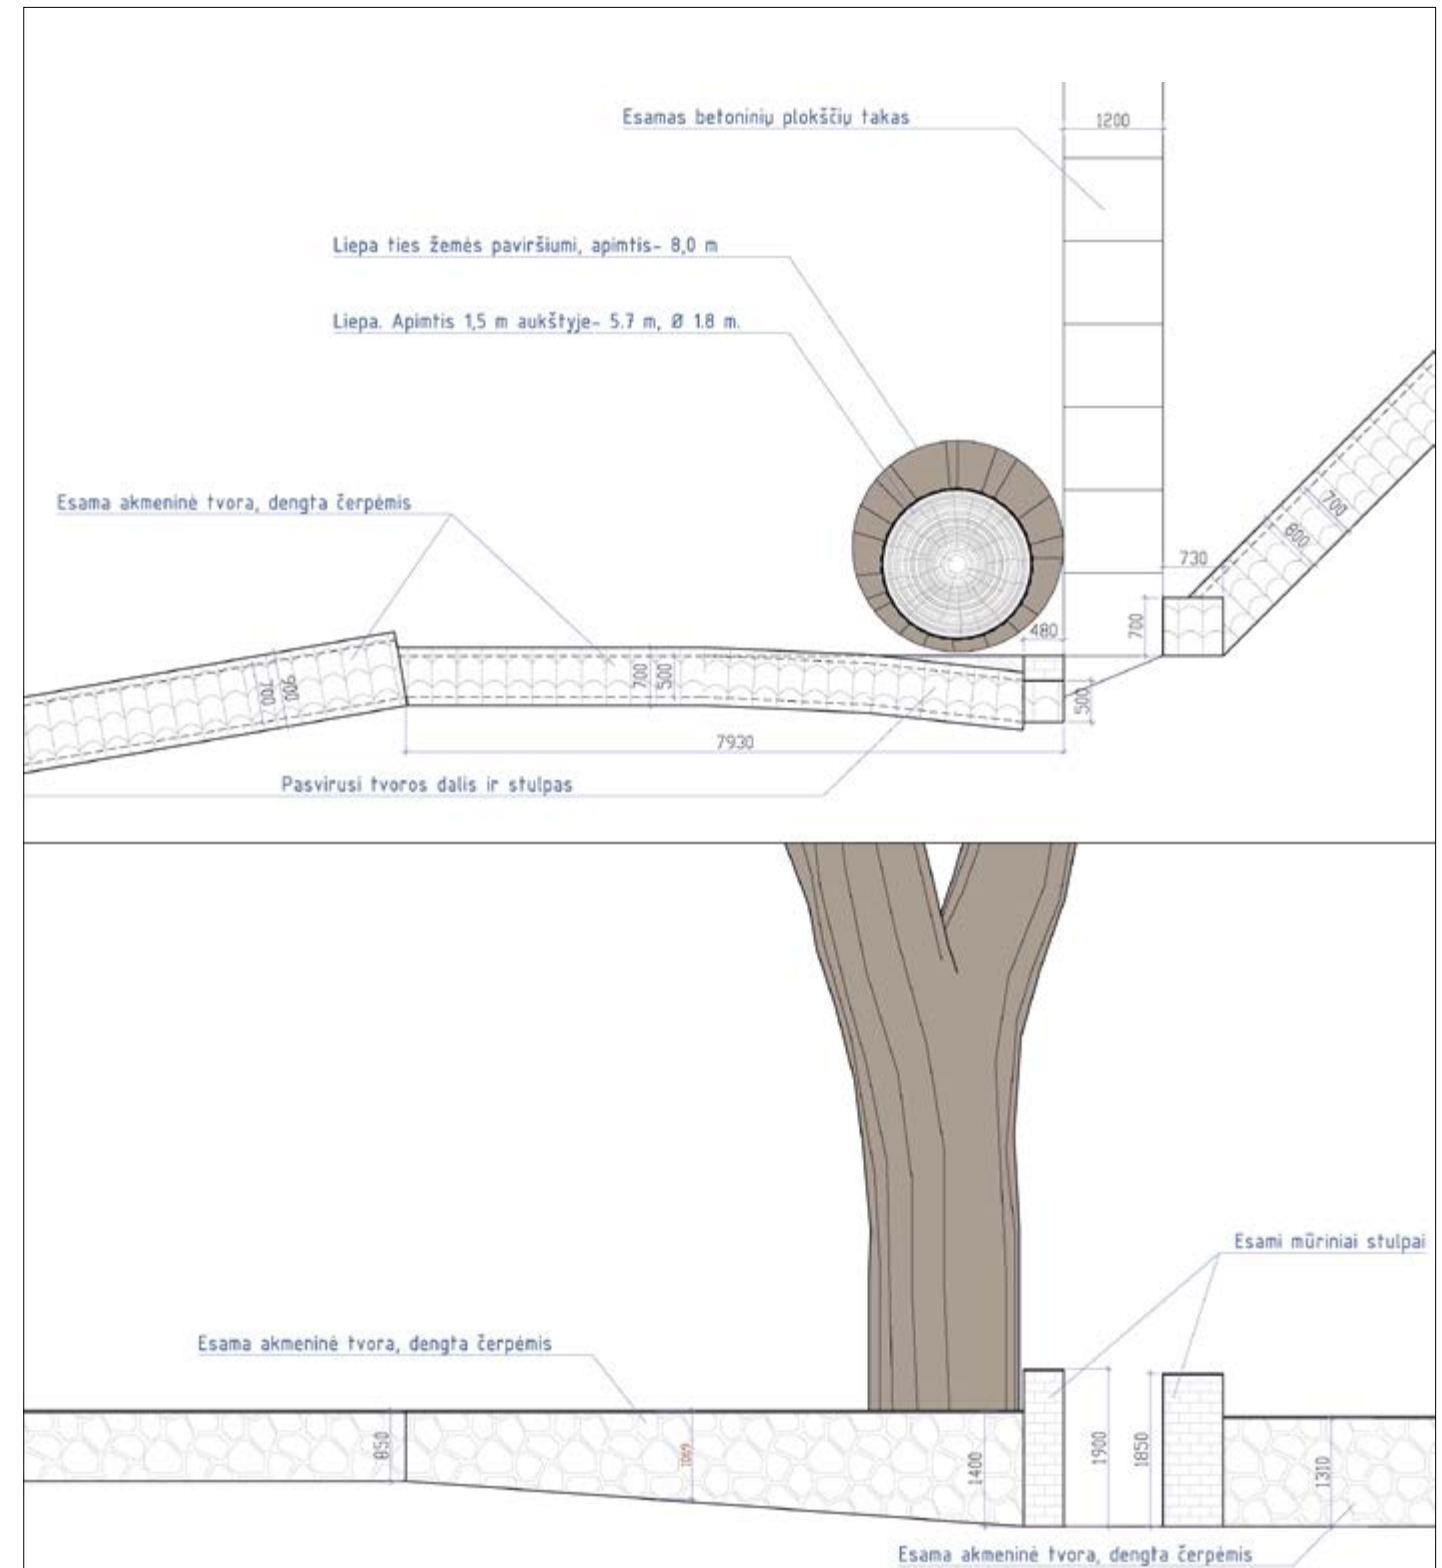 Esamas betoninių plokščių takas
1200
Liepa ties žemės paviršiumi, apimtis- 8,0 m
Liepa. Apimtis 1,5 m aukštyje- 5.7 m, Ø 1.8 m.
Esama akmeninė tvora, dengta čerpėmis
700
600
730
480
700
700
900
700
500
500
7930
Pasvirusi tvoros dalis ir stulpas
Esami mūriniai stulpai
Esama akmeninė tvora, dengta čerpėmis
850
1069
1400
1900
1850
1310
Esama akmeninė tvora, dengta čerpėmis